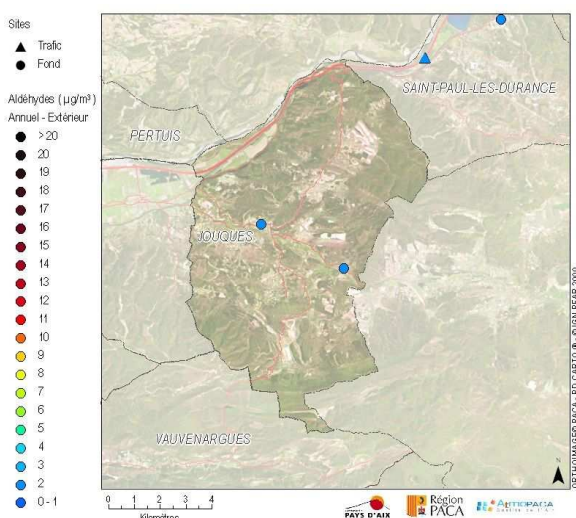 Sites
Trafic
Fond
Aldéhydes ( µg/m³ )
Annuel - Extérieur
> 20
20
19
18
17
16
15
14
13
12
11
10
9
8
7
6
5
4
3
2
0 - 1
SAINT-PAUL-LES-DURANCE
PERTUIS
JOUQUES
VAUVENARGUES
N
0 1 2 3 4
Kilomètres
PAYS D'AIX
Région
PACA